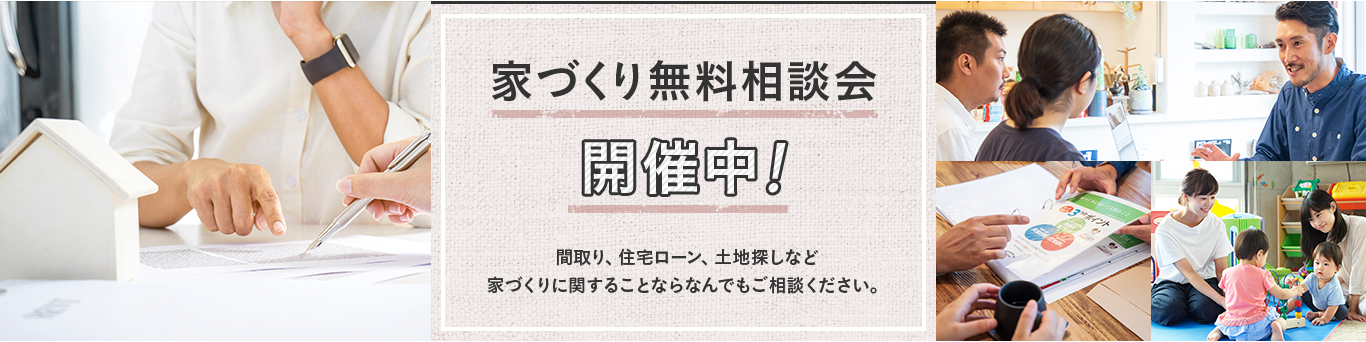 家づくり無料相談会
開催中!
間取り、住宅ローン、土地探しなど
家づくりに関することならなんでもご相談ください。